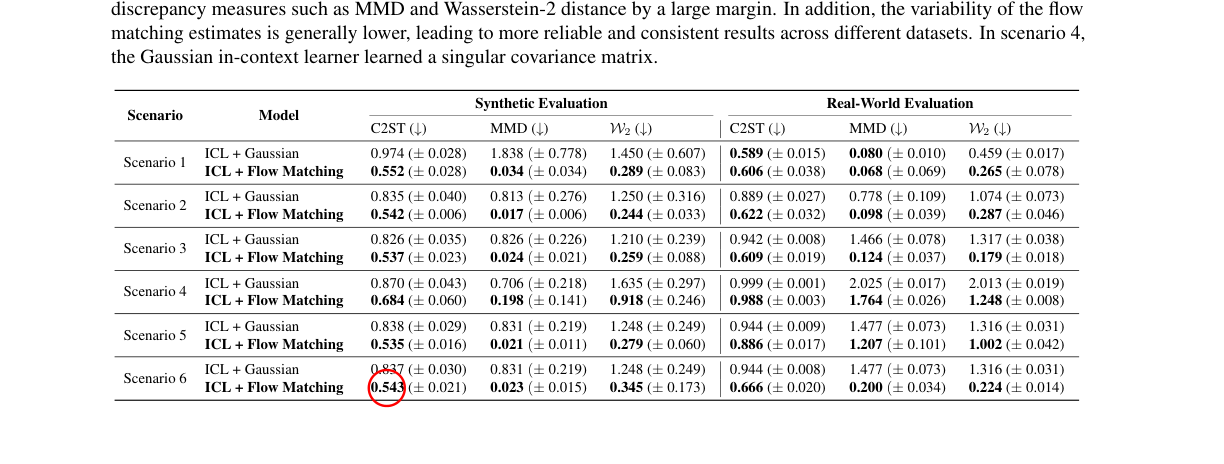 discrepancy measures such as MMD and Wasserstein-2 distance by a large margin. In addition, the variability of the flow
matching estimates is generally lower, leading to more reliable and consistent results across different datasets. In scenario 4,
the Gaussian in-context learner learned a singular covariance matrix.
Scenario Model Synthetic Evaluation Real-World Evaluation
C2ST (↓) MMD (↓) W₂ (↓) C2ST (↓) MMD (↓) W₂ (↓)
Scenario 1
ICL + Gaussian 0.974 (± 0.028) 1.838 (± 0.778) 1.450 (± 0.607) 0.589 (± 0.015) 0.080 (± 0.010) 0.459 (± 0.017)
ICL + Flow Matching 0.552 (± 0.028) 0.034 (± 0.034) 0.289 (± 0.083) 0.606 (± 0.038) 0.068 (± 0.069) 0.265 (± 0.078)
Scenario 2
ICL + Gaussian 0.835 (± 0.040) 0.813 (± 0.276) 1.250 (± 0.316) 0.889 (± 0.027) 0.778 (± 0.109) 1.074 (± 0.073)
ICL + Flow Matching 0.542 (± 0.006) 0.017 (± 0.006) 0.244 (± 0.033) 0.622 (± 0.032) 0.098 (± 0.039) 0.287 (± 0.046)
Scenario 3
ICL + Gaussian 0.826 (± 0.035) 0.826 (± 0.226) 1.210 (± 0.239) 0.942 (± 0.008) 1.466 (± 0.078) 1.317 (± 0.038)
ICL + Flow Matching 0.537 (± 0.023) 0.024 (± 0.021) 0.259 (± 0.088) 0.609 (± 0.019) 0.124 (± 0.037) 0.179 (± 0.018)
Scenario 4
ICL + Gaussian 0.870 (± 0.043) 0.706 (± 0.218) 1.635 (± 0.297) 0.999 (± 0.001) 2.025 (± 0.017) 2.013 (± 0.019)
ICL + Flow Matching 0.684 (± 0.060) 0.198 (± 0.141) 0.918 (± 0.246) 0.988 (± 0.003) 1.764 (± 0.026) 1.248 (± 0.008)
Scenario 5
ICL + Gaussian 0.838 (± 0.029) 0.831 (± 0.219) 1.248 (± 0.249) 0.944 (± 0.009) 1.477 (± 0.073) 1.316 (± 0.031)
ICL + Flow Matching 0.535 (± 0.016) 0.021 (± 0.011) 0.279 (± 0.060) 0.886 (± 0.017) 1.207 (± 0.101) 1.002 (± 0.042)
Scenario 6
ICL + Gaussian 0.837 (± 0.030) 0.831 (± 0.219) 1.248 (± 0.249) 0.944 (± 0.008) 1.477 (± 0.073) 1.316 (± 0.031)
ICL + Flow Matching 0.543 (± 0.021) 0.023 (± 0.015) 0.345 (± 0.173) 0.666 (± 0.020) 0.200 (± 0.034) 0.224 (± 0.014)